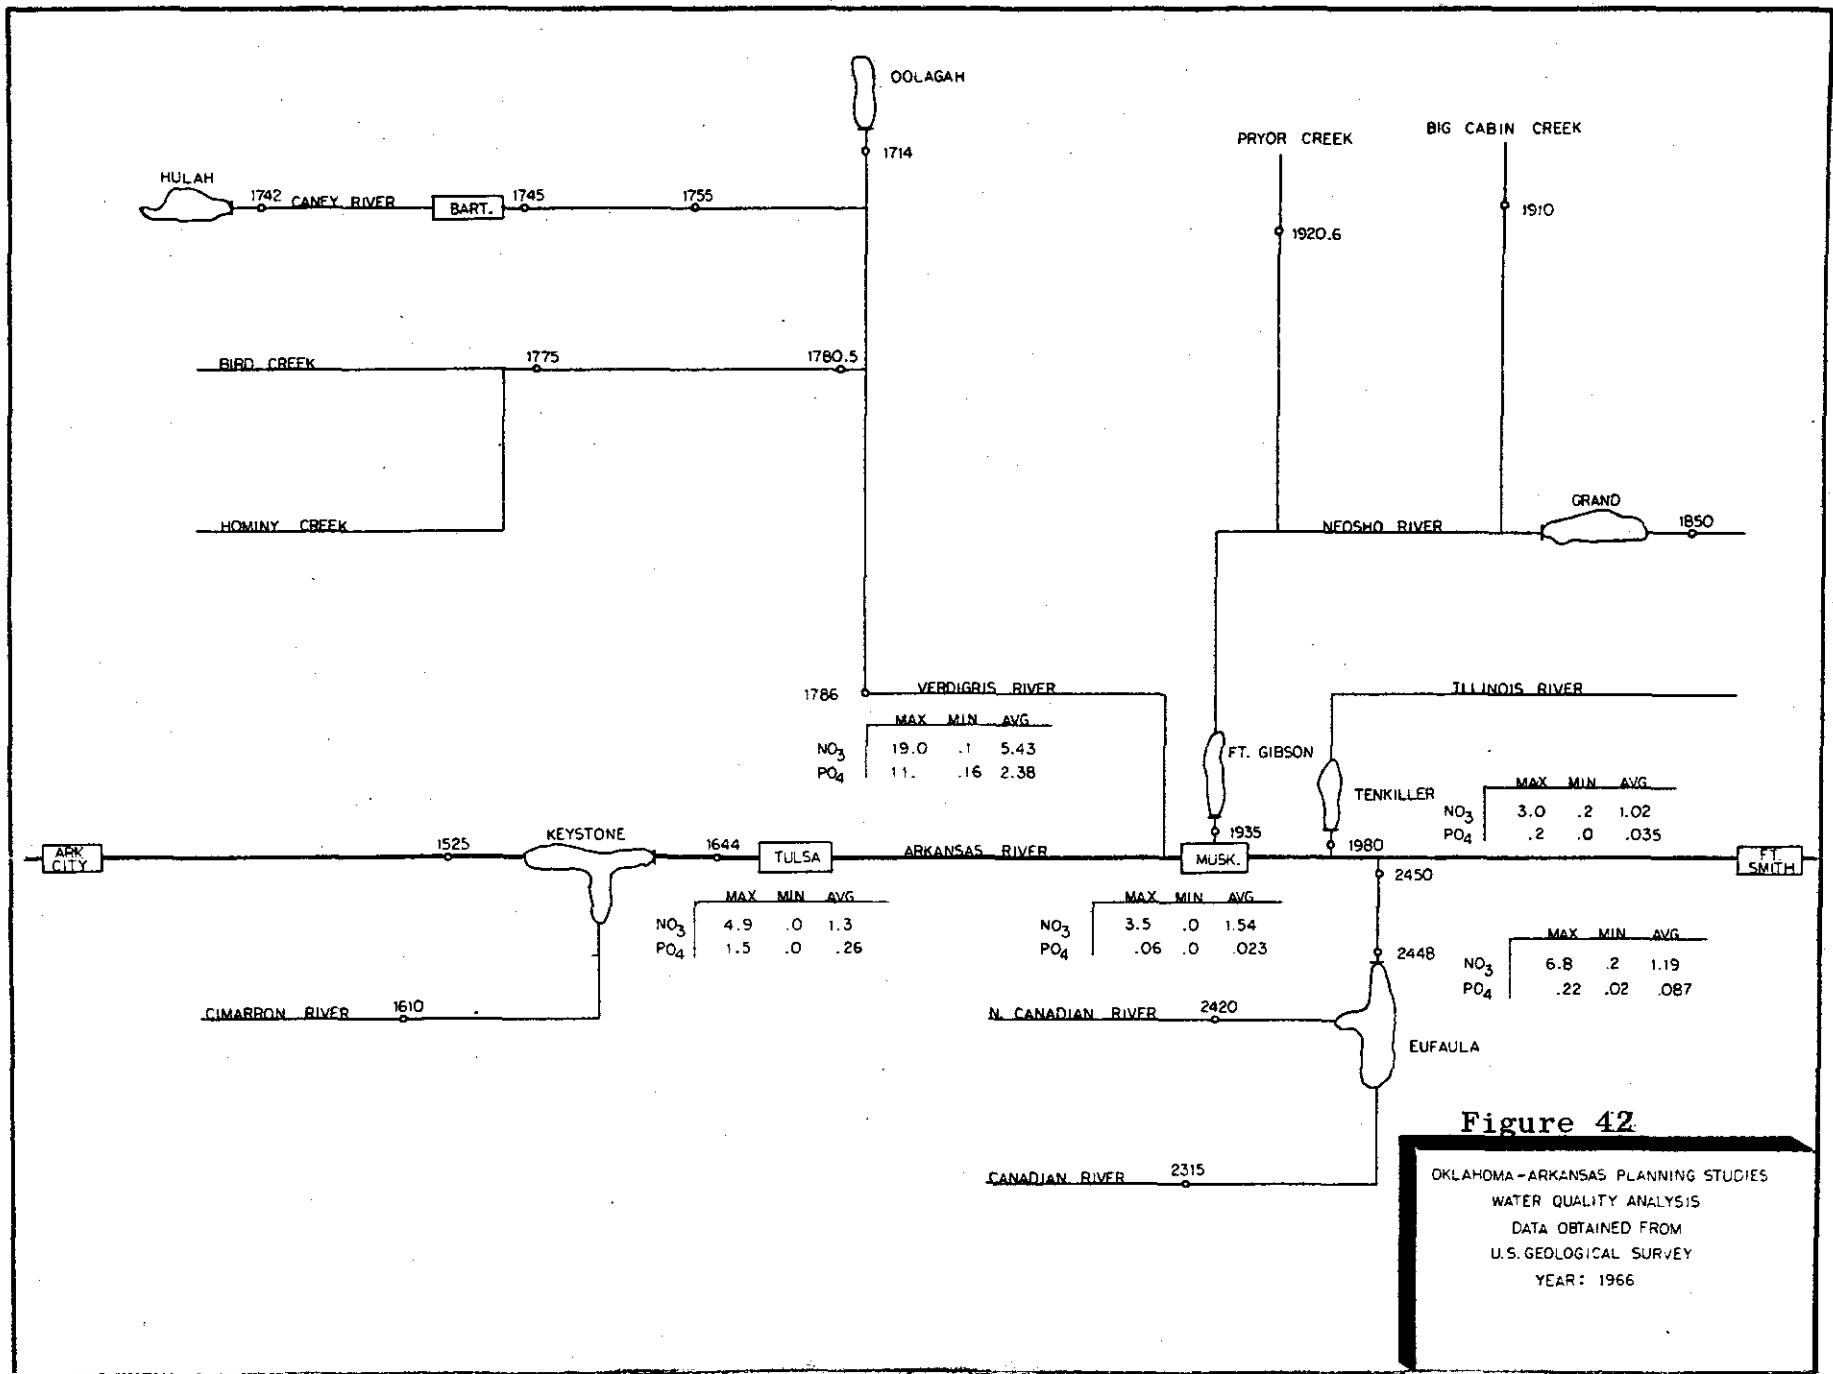 OOLAGAH
1714
PRYOR CREEK
BIG CABIN CREEK
HULAH
1742 CANEY RIVER
BART.
1745
1755
1920.6
1910
BIRD CREEK
1775
1780.5
HOMINY CREEK
GRAND
NEOSHO RIVER
1850
1786
VERDIGRIS RIVER
MAX MIN AVG
NO3 19.0 .1 5.43
PO4 11. .16 2.38
ILLINOIS RIVER
FT. GIBSON
TENKILLER
MAX MIN AVG
NO3 3.0 .2 1.02
PO4 .2 .0 .035
ARK CITY
1525
KEYSTONE
1644
TULSA
ARKANSAS RIVER
1935
MUSK.
1980
FT. SMITH
2450
MAX MIN AVG
NO3 4.9 .0 1.3
PO4 1.5 .0 .26
MAX MIN AVG
NO3 3.5 .0 1.54
PO4 .06 .0 .023
2448
MAX MIN AVG
NO3 6.8 .2 1.19
PO4 .22 .02 .087
CIMARRON RIVER
1610
N. CANADIAN RIVER
2420
EUFAULA
CANADIAN RIVER
2315
Figure 42
OKLAHOMA-ARKANSAS PLANNING STUDIES
WATER QUALITY ANALYSIS
DATA OBTAINED FROM
U.S. GEOLOGICAL SURVEY
YEAR: 1966